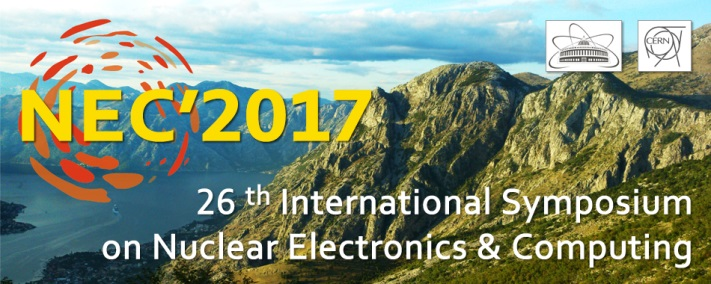 CERN
NEC'2017
26 th International Symposium
on Nuclear Electronics & Computing